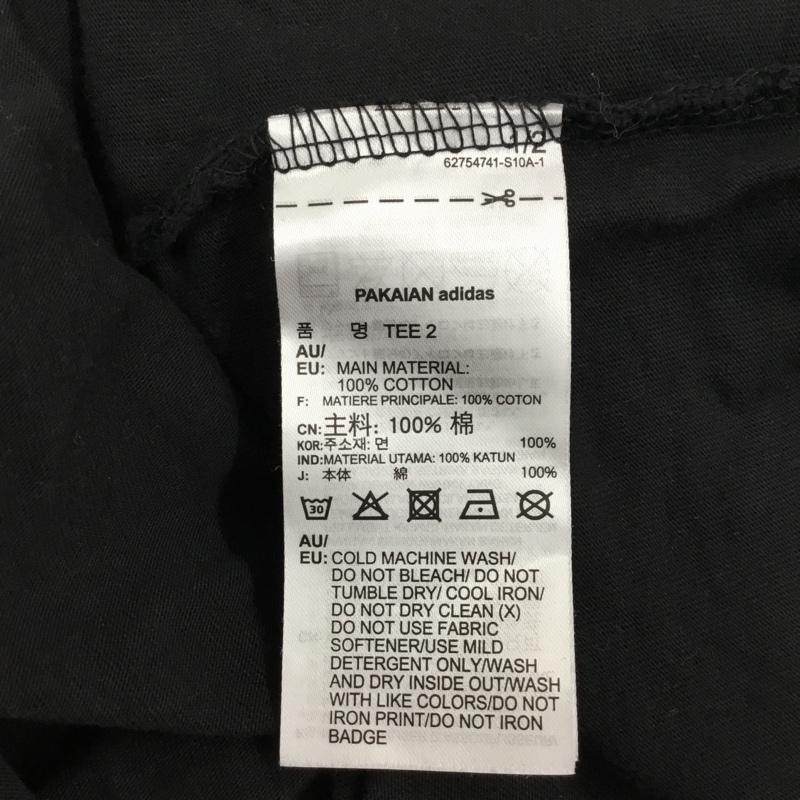 1/2
62754741-S10A-1
PAKAIAN adidas
품 명 TEE 2
AU/
EU: MAIN MATERIAL:
100% COTTON
F: MATIERE PRINCIPALE: 100% COTON
CN: 主料: 100% 棉
KOR:주소재: 면 100%
IND:MATERIAL UTAMA: 100% KATUN
J: 本体 綿 100%
30
AU/
EU: COLD MACHINE WASH/
DO NOT BLEACH/ DO NOT
TUMBLE DRY/ COOL IRON/
DO NOT DRY CLEAN (X)
DO NOT USE FABRIC
SOFTENER/USE MILD
DETERGENT ONLY/WASH
AND DRY INSIDE OUT/WASH
WITH LIKE COLORS/DO NOT
IRON PRINT/DO NOT IRON
BADGE